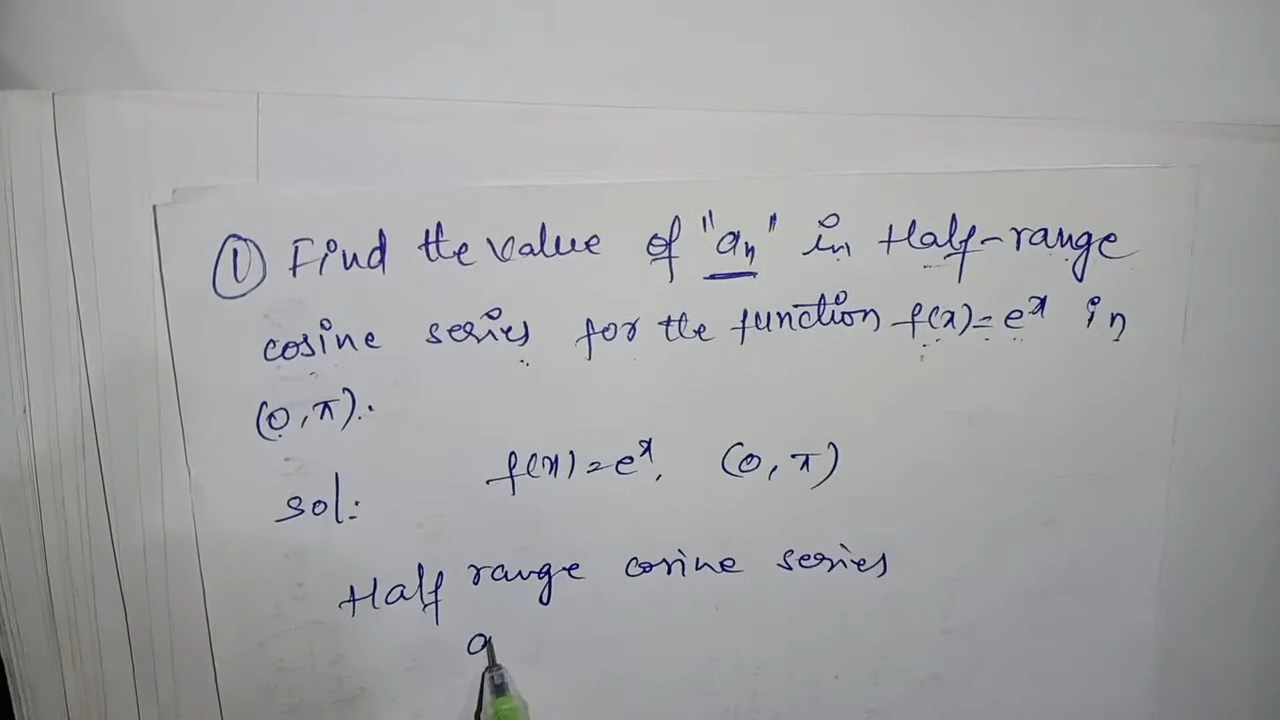 ① Find the value of "aₙ" in Half-range
cosine series for the function f(x)=eˣ in
(0,π).
f(x)=eˣ, (0,π)
Sol:
Half range cosine series
a